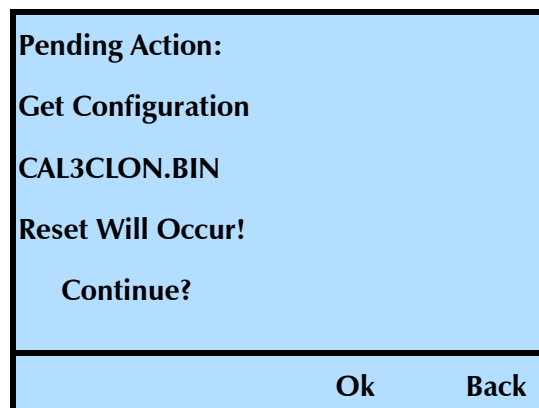 Pending Action:
Get Configuration
CAL3CLON.BIN
Reset Will Occur!
Continue?
Ok Back